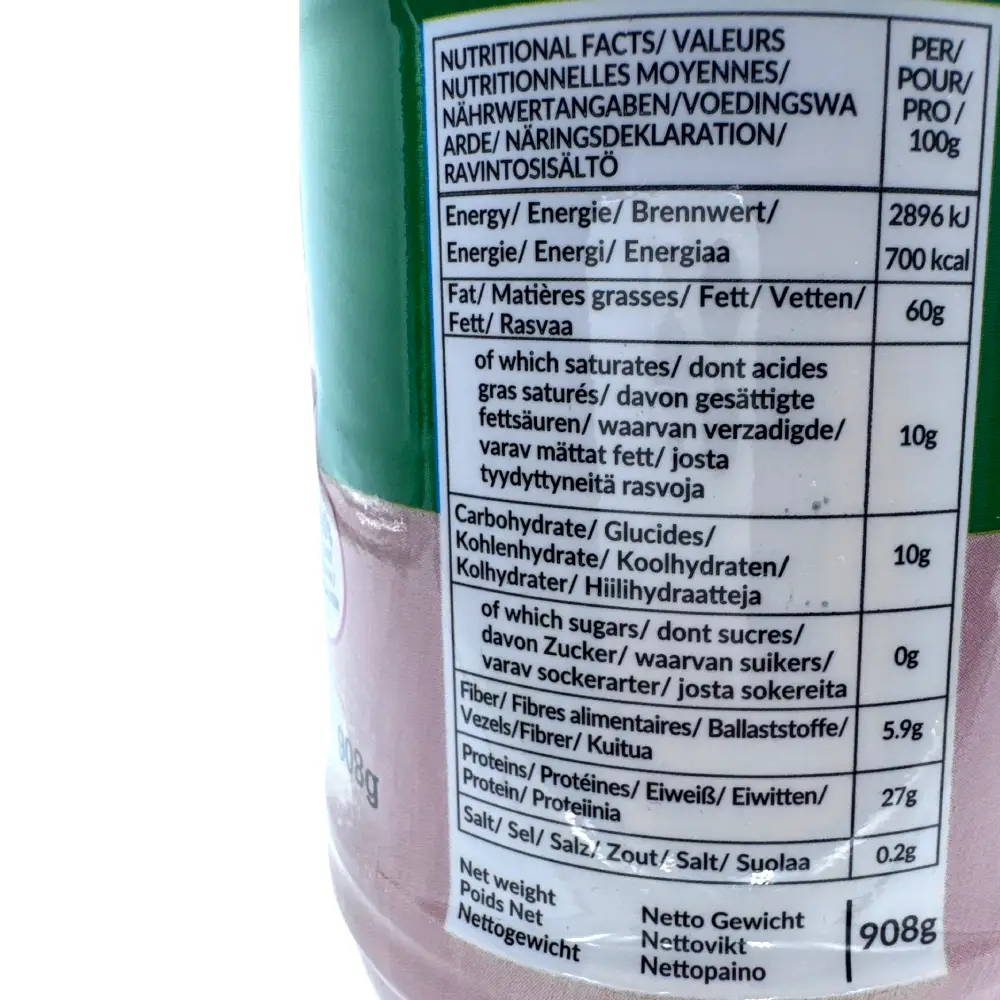 NUTRITIONAL FACTS/ VALEURS
NUTRITIONNELLES MOYENNES/
NÄHRWERTANGABEN/VOEDINGSWA
ARDE/ NÄRINGSDEKLARATION/
RAVINTOSISÄLTÖ
PER/
POUR/
PRO/
100g
Energy/ Energie/ Brennwert/
Energie/ Energi/ Energiaa
2896 kJ
700 kcal
Fat/ Matières grasses/ Fett/ Vetten/
Fett/ Rasvaa
60g
of which saturates/ dont acides
gras saturés/ davon gesättigte
fettsäuren/ waarvan verzadigde/
varav mättat fett/ josta
tyydyttyneitä rasvoja
10g
Carbohydrate/ Glucides/
Kohlenhydrate/ Koolhydraten/
Kolhydrater/ Hiilihydraatteja
10g
of which sugars/ dont sucres/
davon Zucker/ waarvan suikers/
varav sockerarter/ josta sokereita
0g
Fiber/ Fibres alimentaires/ Ballaststoffe/
Vezels/Fibrer/ Kuitua
5.9g
Proteins/ Protéines/ Eiweiß/ Eiwitten/
Protein/ Proteiinia
27g
Salt/ Sel/ Salz/ Zout/ Salt/ Suolaa
0.2g
Net weight
Poids Net
Nettogewicht
Netto Gewicht
Nettovikt
Nettopaino
908g
908g